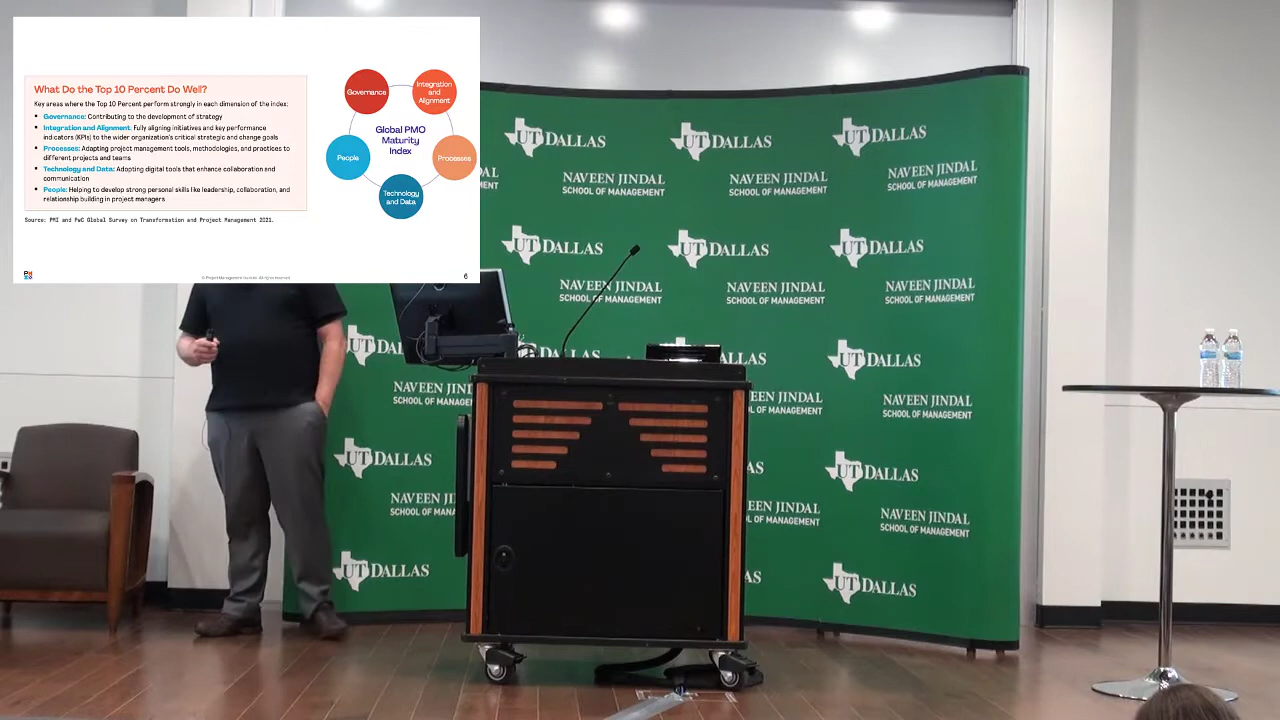 What Do the Top 10 Percent Do Well?
Key areas where the Top 10 Percent perform strongly in each dimension of the index:
Governance: Contributing to the development of strategy
Integration and Alignment: Fully aligning initiatives and key performance
indicators (KPIs) to the wider organization's critical strategic and change goals
Processes: Adapting project management tools, methodologies, and practices to
different projects and teams
Technology and Data: Adopting digital tools that enhance collaboration and
communication
People: Helping to develop strong personal skills like leadership, collaboration, and
relationship building in project managers
Source: PMI and PwC Global Survey on Transformation and Project Management 2021.
Governance
Integration
and
Alignment
Global PMO
Maturity
Index
People
Processes
Technology
and Data
6
UT DALLAS
UT DALLAS
UT DALLAS
NAVEEN JINDAL
SCHOOL OF MANAGEMENT
NAVEEN JINDAL
SCHOOL OF MANAGEMENT
NAVEEN JINDAL
SCHOOL OF MANAGEMENT
UT DALLAS
UT DALLAS
UT DALLAS
NAVEEN JINDAL
SCHOOL OF MANAGEMENT
NAVEEN JINDAL
SCHOOL OF MANAGEMENT
NAVEEN JINDAL
SCHOOL OF MANAGEMENT
UT DALLAS
NAVEEN JINDAL
SCHOOL OF MANAGEMENT
UT DALLAS
UT DALLAS
NAVEEN JINDAL
SCHOOL OF MANAGEMENT
UT DALLAS
UT DALLAS